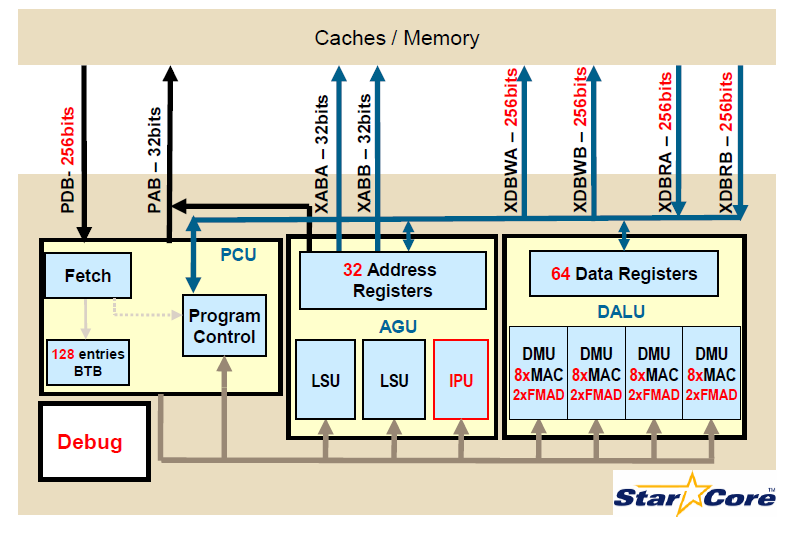 Caches / Memory
PDB- 256bits
PAB – 32bits
XABA – 32bits
XABB – 32bits
XDBWA – 256bits
XDBWB – 256bits
XDBRA – 256bits
XDBRB – 256bits
PCU
Fetch
Program
Control
128 entries
BTB
Debug
32 Address
Registers
AGU
LSU
LSU
IPU
64 Data Registers
DALU
DMU
8xMAC
2xFMAD
DMU
8xMAC
2xFMAD
DMU
8xMAC
2xFMAD
DMU
8xMAC
2xFMAD
StarCore™